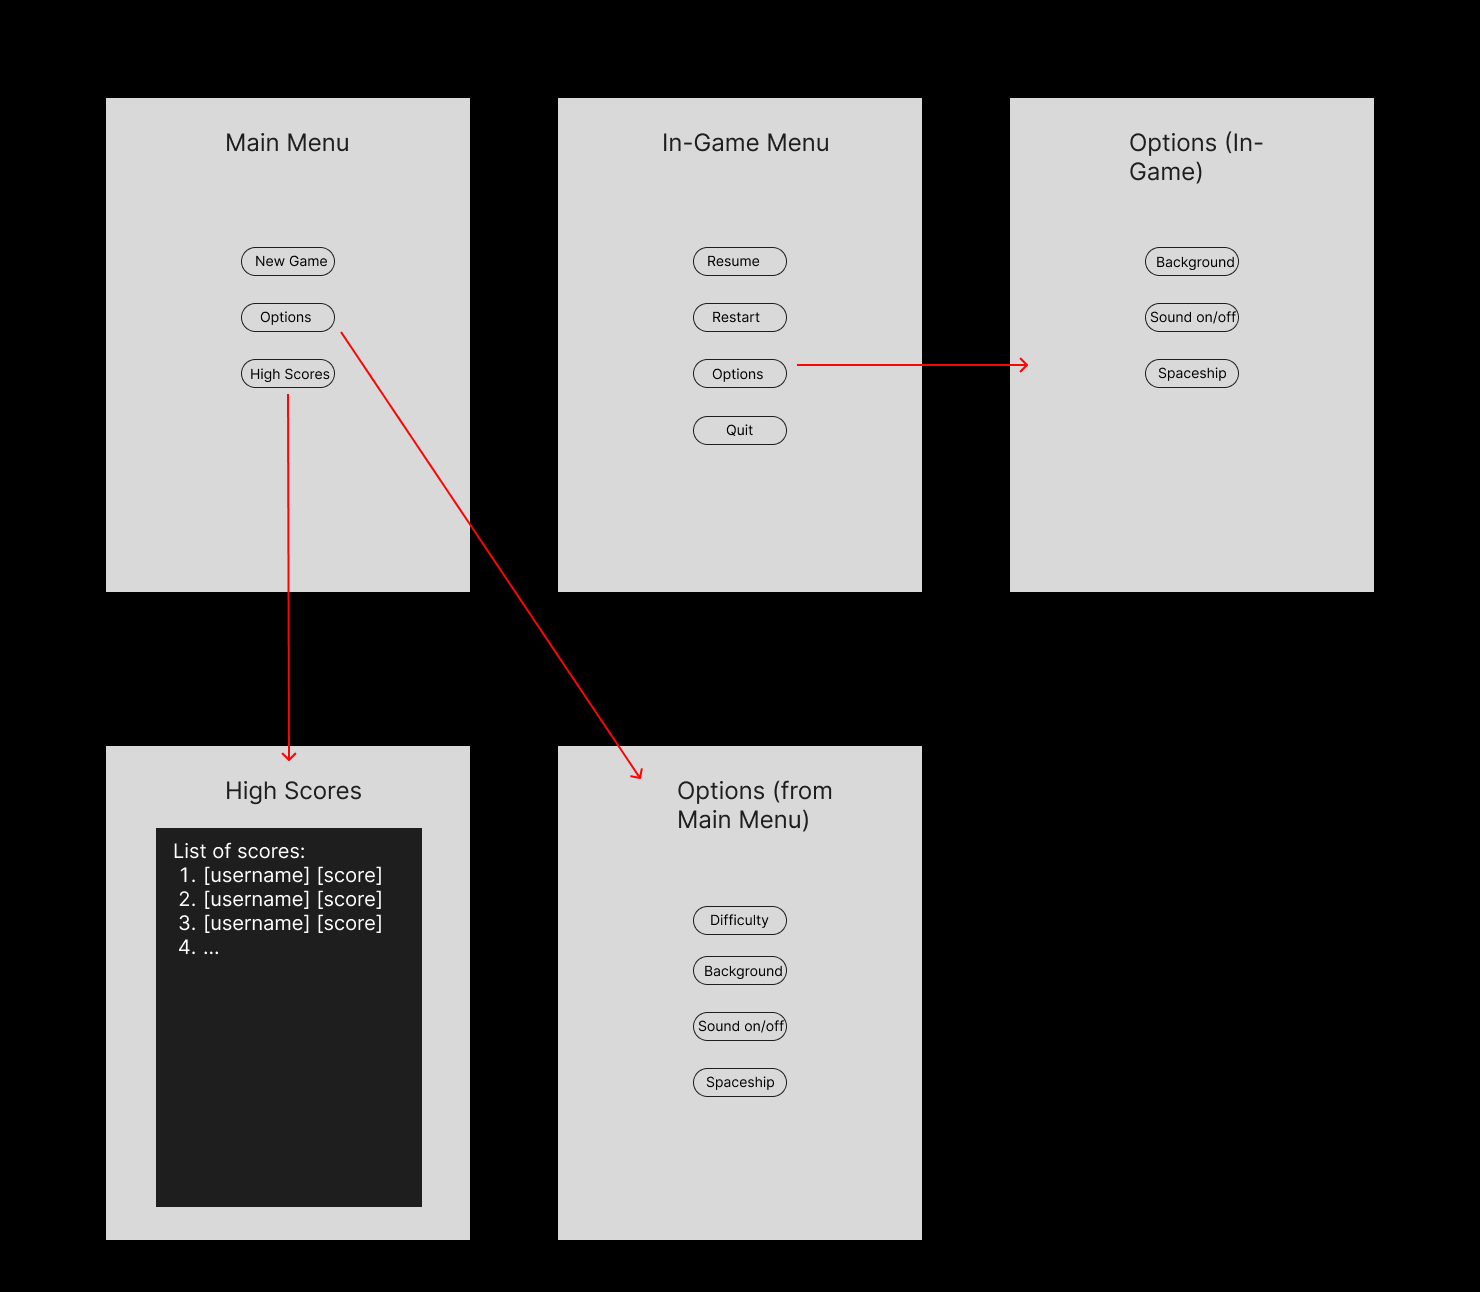 Main Menu
New Game
Options
High Scores
In-Game Menu
Resume
Restart
Options
Quit
Options (In-
Game)
Background
Sound on/off
Spaceship
High Scores
List of scores:
1. [username] [score]
2. [username] [score]
3. [username] [score]
4. ...
Options (from
Main Menu)
Difficulty
Background
Sound on/off
Spaceship